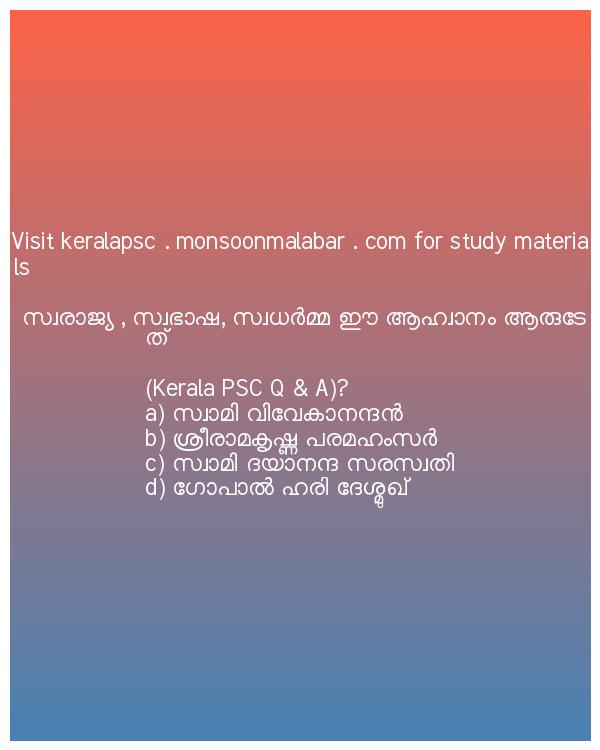 Visit keralapsc . monsoonmalabar . com for study materia
ls
സ്വരാജ്യ , സ്വഭാഷ, സ്വധർമ്മ ഈ ആഹ്വാനം ആരുടേ
ത്
(Kerala PSC Q & A)?
a) സ്വാമി വിവേകാനന്ദൻ
b) ശ്രീരാമകൃഷ്ണ പരമഹംസർ
c) സ്വാമി ദയാനന്ദ സരസ്വതി
d) ഗോപാൽ ഹരി ദേശ്മുഖ്